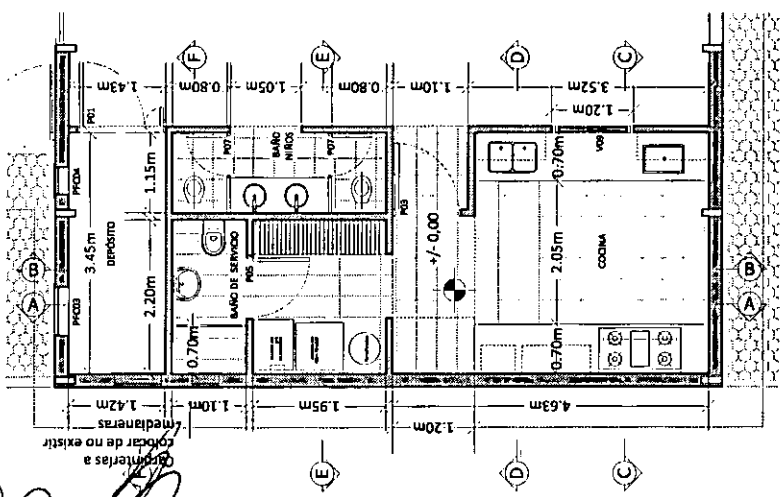 F
E
D
C
1.43m
0.80m
1.05m
0.80m
1.10m
3.52m
1.20m
P01
PFC04
P07
BAÑO
NIÑOS
P07
P03
V09
0.70m
1.15m
3.45m
DEPÓSITO
B
A
PFC03
2.20m
BAÑO DE SERVICIO
P05
0.70m
+/- 0,00
2.05m
COCINA
0.70m
B
A
1.42m
1.10m
1.95m
1.20m
4.63m
Carpinterías a
colocar de no existir
medianeras
E
D
C